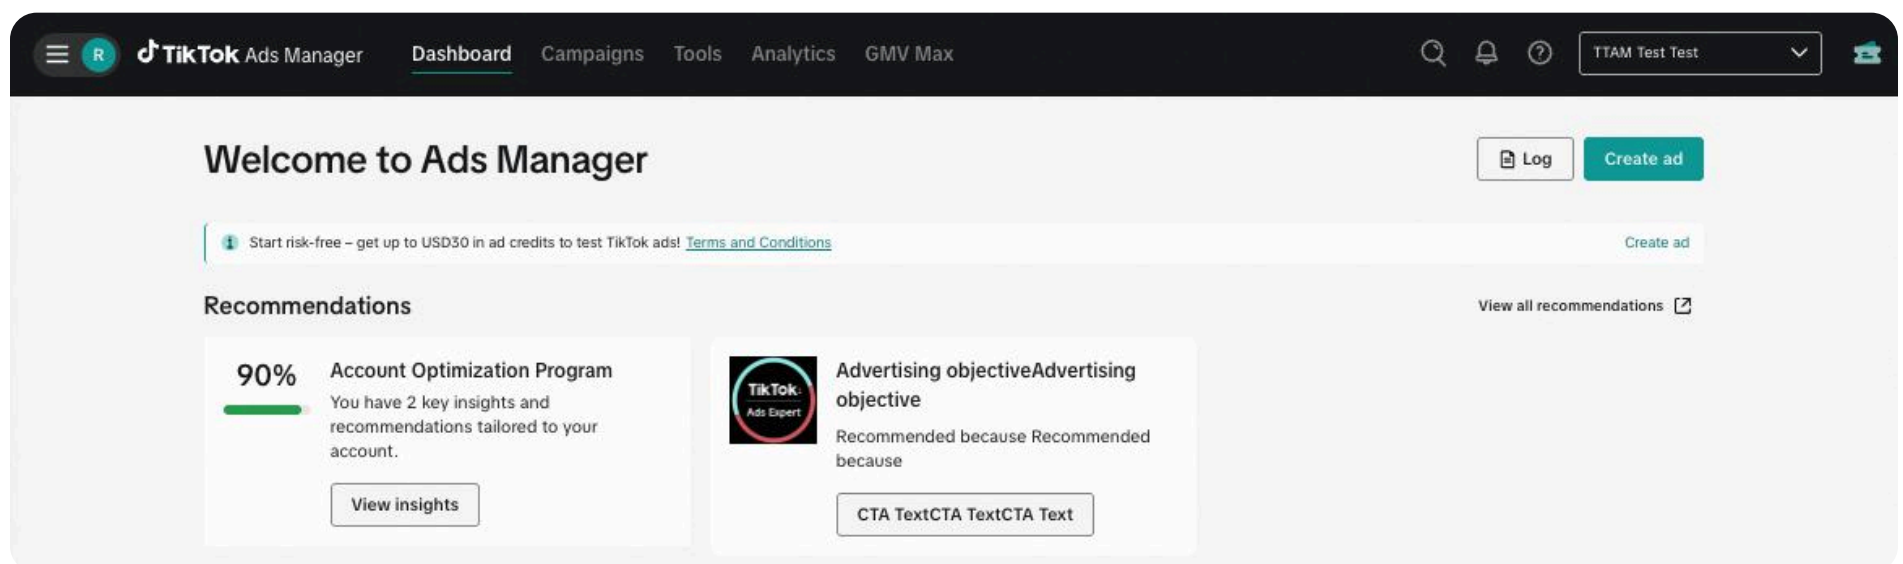 R TikTok Ads Manager Dashboard Campaigns Tools Analytics GMV Max TTAM Test Test
Welcome to Ads Manager
Log
Create ad
Start risk-free – get up to USD30 in ad credits to test TikTok ads! Terms and Conditions
Create ad
Recommendations
View all recommendations
90%
Account Optimization Program
You have 2 key insights and
recommendations tailored to your
account.
View insights
TikTok:
Ads Expert
Advertising objectiveAdvertising
objective
Recommended because Recommended
because
CTA TextCTA TextCTA Text